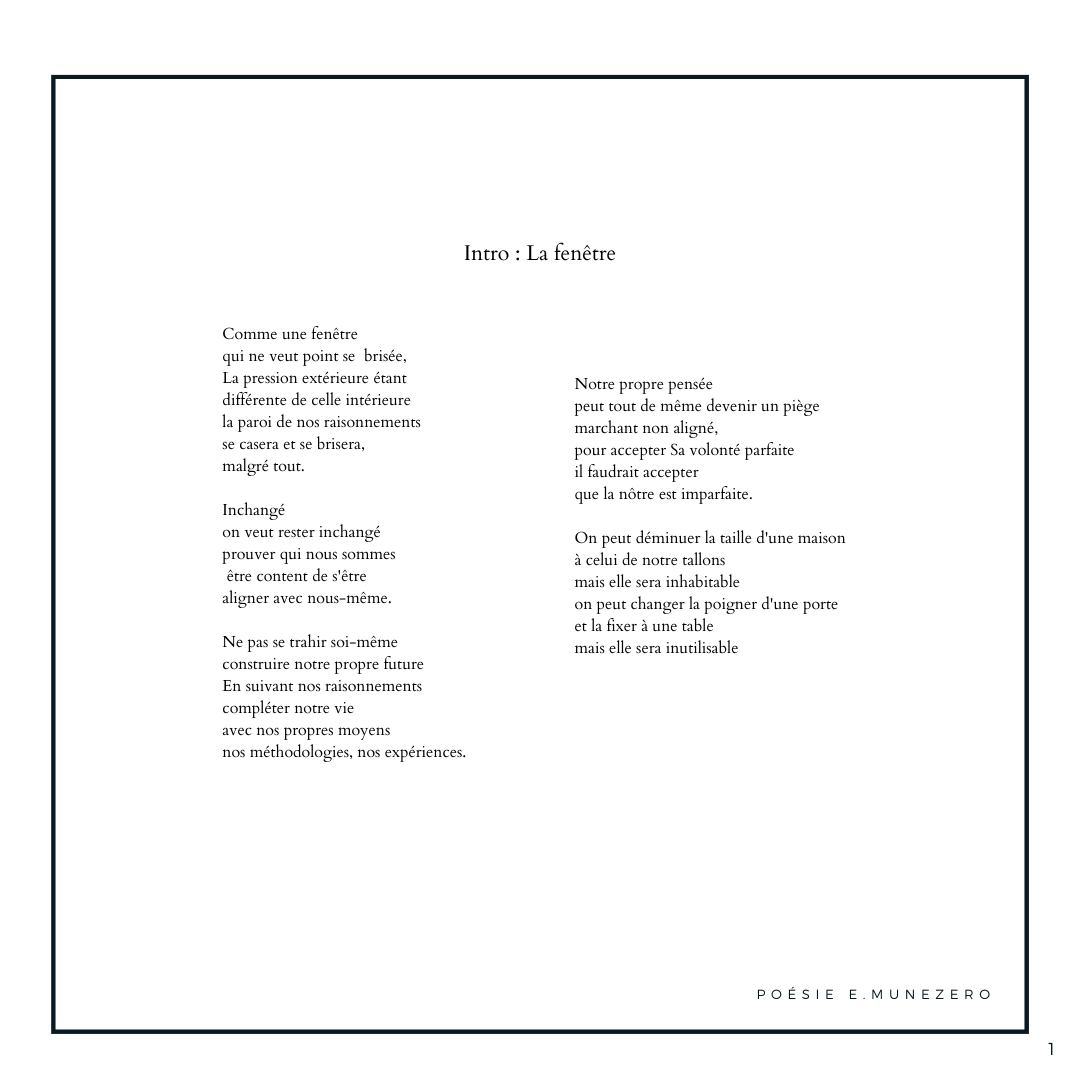 Intro : La fenêtre
Comme une fenêtre
qui ne veut point se  brisée,
La pression extérieure étant
différente de celle intérieure
la paroi de nos raisonnements
se casera et se brisera,
malgré tout.
Inchangé
on veut rester inchangé
prouver qui nous sommes
être content de s'être
aligner avec nous-même.
Ne pas se trahir soi-même
construire notre propre future
En suivant nos raisonnements
compléter notre vie
avec nos propres moyens
nos méthodologies, nos expériences.
Notre propre pensée
peut tout de même devenir un piège
marchant non aligné,
pour accepter Sa volonté parfaite
il faudrait accepter
que la nôtre est imparfaite.
On peut déminuer la taille d'une maison
à celui de notre tallons
mais elle sera inhabitable
on peut changer la poigner d'une porte
et la fixer à une table
mais elle sera inutilisable
POÉSIE E.MUNEZERO
1